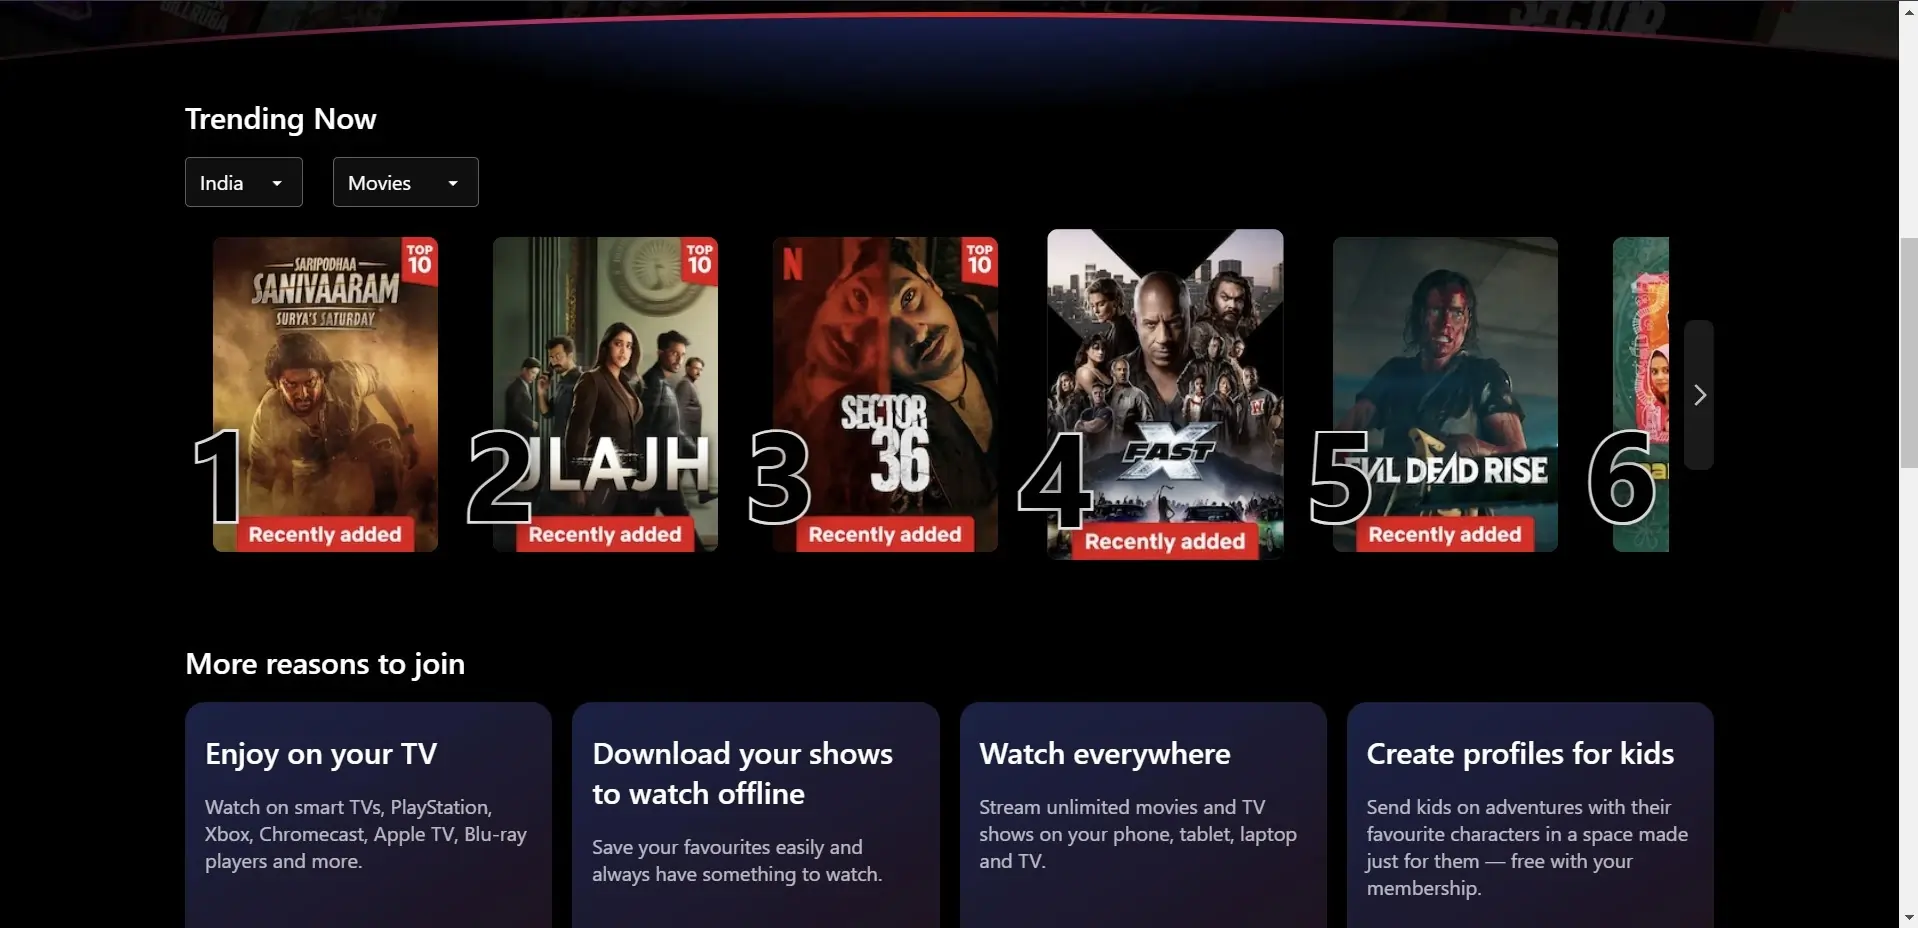 SECTOR
Trending Now
India
Movies
SARIPODHAA
SANIVAARAM
SURYA'S SATURDAY
TOP
10
1
Recently added
TOP
10
2
ULAJH
Recently added
N
TOP
10
SECTOR
36
3
Recently added
FAST X
4
Recently added
5
EVIL DEAD RISE
Recently added
6
More reasons to join
Enjoy on your TV
Watch on smart TVs, PlayStation,
Xbox, Chromecast, Apple TV, Blu-ray
players and more.
Download your shows
to watch offline
Save your favourites easily and
always have something to watch.
Watch everywhere
Stream unlimited movies and TV
shows on your phone, tablet, laptop
and TV.
Create profiles for kids
Send kids on adventures with their
favourite characters in a space made
just for them — free with your
membership.